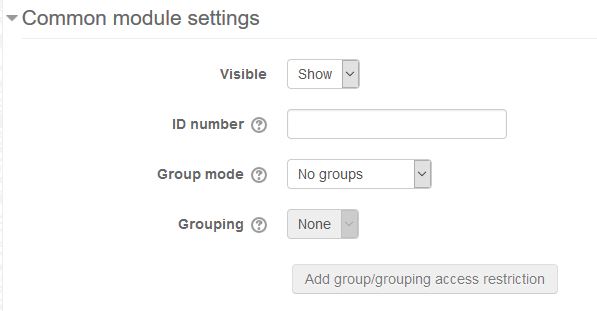 Common module settings
Visible Show
ID number
Group mode No groups
Grouping None
Add group/grouping access restriction